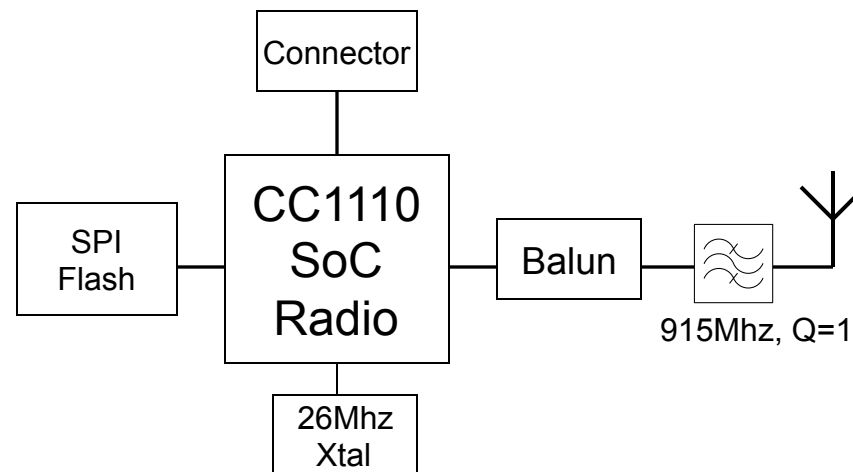 Connector
CC1110
SoC
Radio
SPI
Flash
Balun
915Mhz, Q=1
26Mhz
Xtal